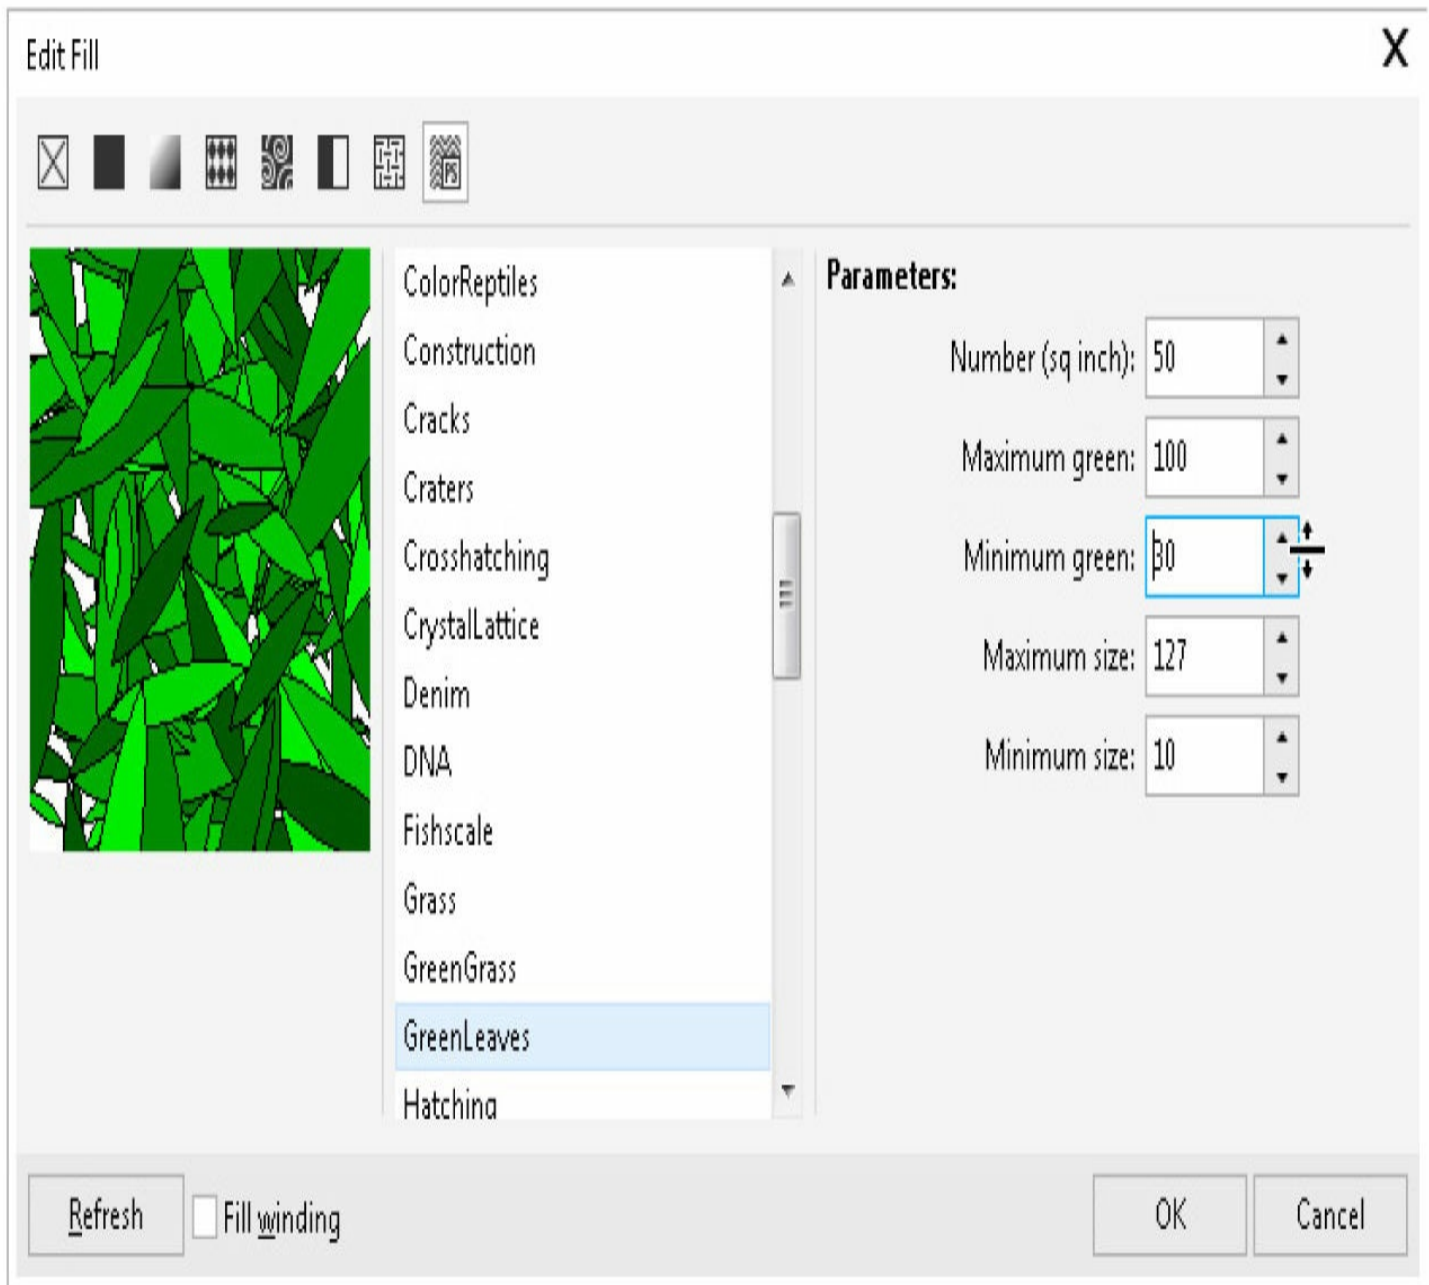 Edit Fill
X
PS
ColorReptiles
Construction
Cracks
Craters
Crosshatching
CrystalLattice
Denim
DNA
Fishscale
Grass
GreenGrass
GreenLeaves
Hatching
Parameters:
Number (sq inch): 50
Maximum green: 100
Minimum green: 30
Maximum size: 127
Minimum size: 10
Refresh
Fill winding
OK
Cancel